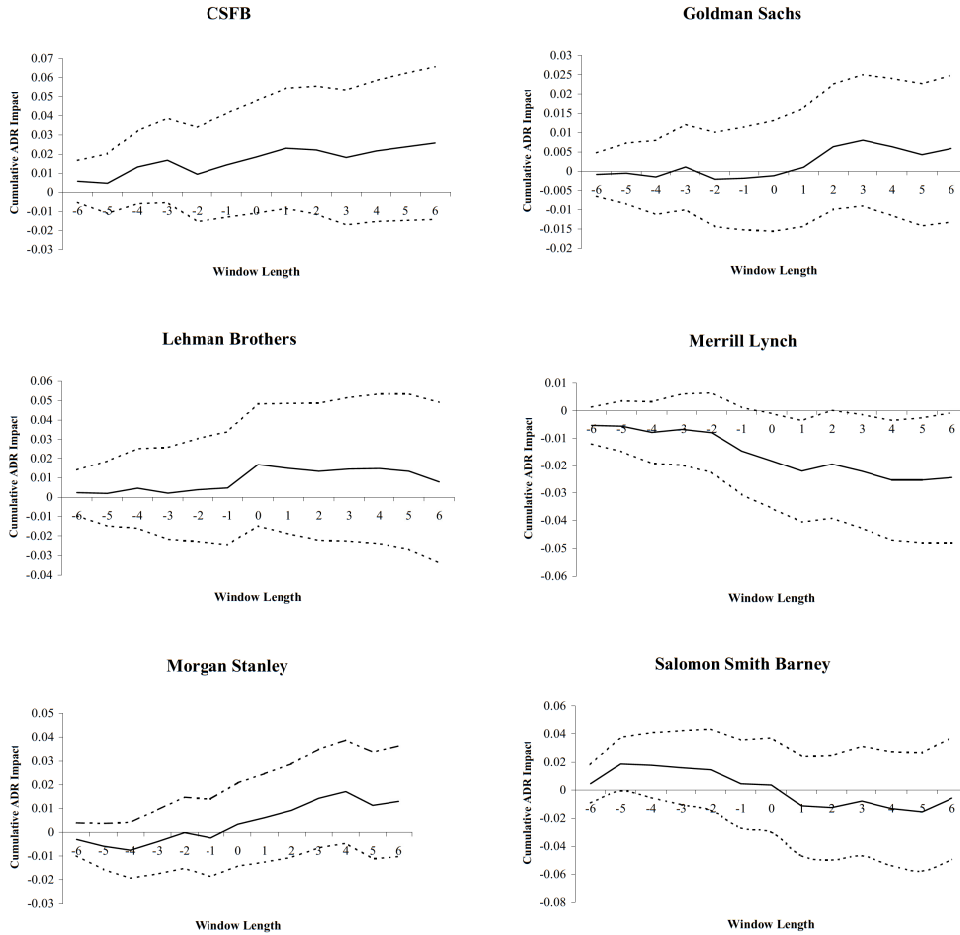 CSFB
Cumulative ADR Impact
0.07
0.06
0.05
0.04
0.03
0.02
0.01
0
-0.01
-0.02
-0.03
-6 -5 -4 -3 -2 -1 0 1 2 3 4 5 6
Window Length
Goldman Sachs
Cumulative ADR Impact
0.03
0.025
0.02
0.015
0.01
0.005
0
-0.005
-0.01
-0.015
-0.02
-6 -5 -4 -3 -2 -1 0 1 2 3 4 5 6
Window Length
Lehman Brothers
Cumulative ADR Impact
0.06
0.05
0.04
0.03
0.02
0.01
0
-0.01
-0.02
-0.03
-0.04
-6 -5 -4 -3 -2 -1 0 1 2 3 4 5 6
Window Length
Merrill Lynch
Cumulative ADR Impact
0.01
0
-0.01
-0.02
-0.03
-0.04
-0.05
-0.06
-6 -5 -4 -3 -2 -1 0 1 2 3 4 5 6
Window Length
Morgan Stanley
Cumulative ADR Impact
0.05
0.04
0.03
0.02
0.01
0
-0.01
-0.02
-0.03
-6 -5 -4 -3 -2 -1 0 1 2 3 4 5 6
Window Length
Salomon Smith Barney
Cumulative ADR Impact
0.06
0.04
0.02
0
-0.02
-0.04
-0.06
-0.08
-6 -5 -4 -3 -2 -1 0 1 2 3 4 5 6
Window Length